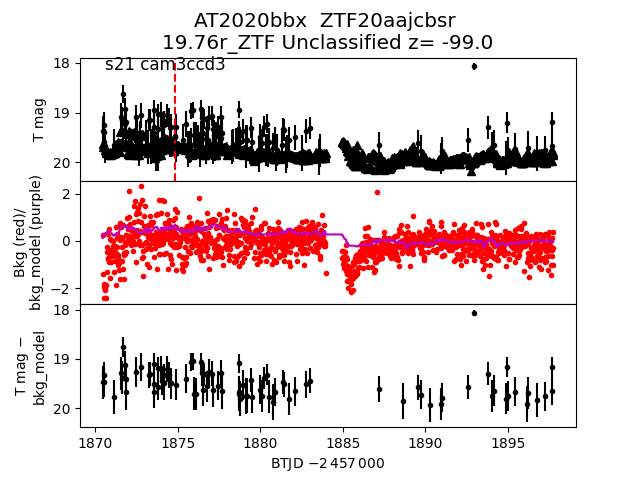 AT2020bbx  ZTF20aajcbsr
19.76r_ZTF Unclassified z= -99.0
s21 cam3ccd3
T mag
18
19
20
Bkg (red)/
bkg_model (purple)
2
0
−2
T mag −
bkg_model
18
19
20
1870 1875 1880 1885 1890 1895
BTJD −2 457 000